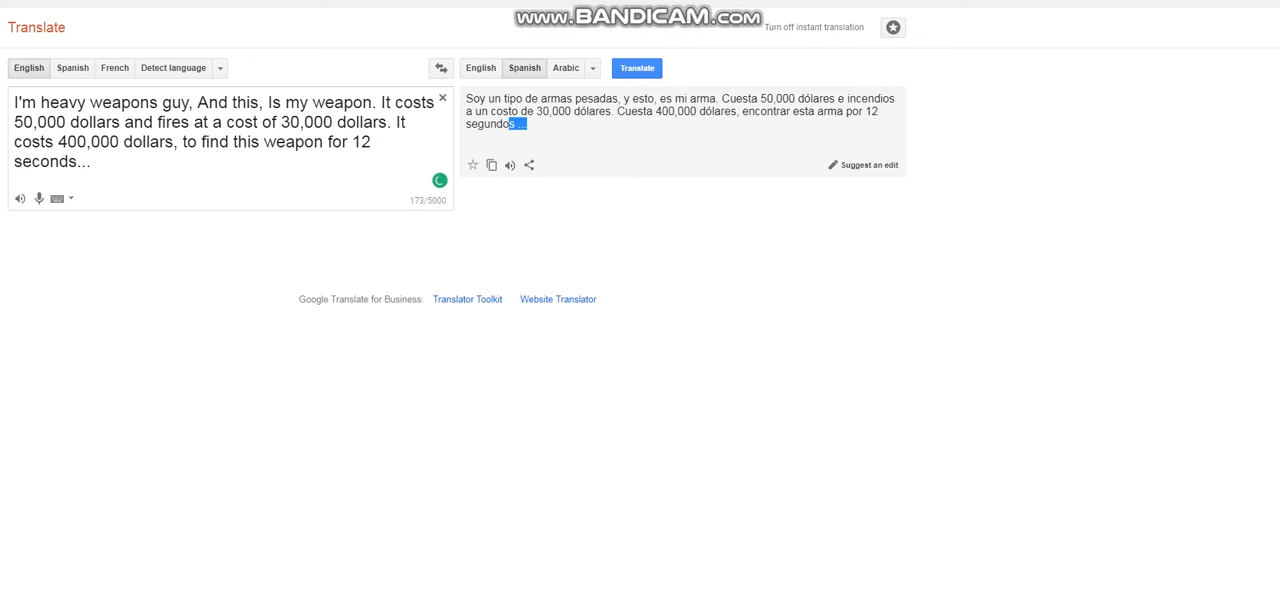 www.BANDICAM.com
Translate
Turn off instant translation
English Spanish French Detect language
English Spanish Arabic Translate
I'm heavy weapons guy, And this, Is my weapon. It costs
50,000 dollars and fires at a cost of 30,000 dollars. It
costs 400,000 dollars, to find this weapon for 12
seconds...
173/5000
Soy un tipo de armas pesadas, y esto, es mi arma. Cuesta 50,000 dólares e incendios
a un costo de 30,000 dólares. Cuesta 400,000 dólares, encontrar esta arma por 12
segundos ...
Suggest an edit
Google Translate for Business: Translator Toolkit Website Translator